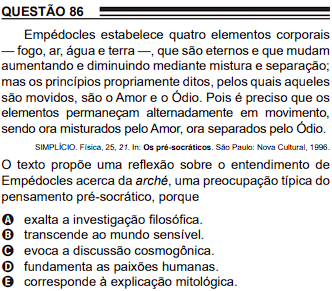 QUESTÃO 86
Empédocles estabelece quatro elementos corporais
— fogo, ar, água e terra —, que são eternos e que mudam
aumentando e diminuindo mediante mistura e separação;
mas os princípios propriamente ditos, pelos quais aqueles
são movidos, são o Amor e o Ódio. Pois é preciso que os
elementos permaneçam alternadamente em movimento,
sendo ora misturados pelo Amor, ora separados pelo Ódio.
SIMPLÍCIO. Física, 25, 21. In: Os pré-socráticos. São Paulo: Nova Cultural, 1996.
O texto propõe uma reflexão sobre o entendimento de
Empédocles acerca da arché, uma preocupação típica do
pensamento pré-socrático, porque
A exalta a investigação filosófica.
B transcende ao mundo sensível.
C evoca a discussão cosmogônica.
D fundamenta as paixões humanas.
E corresponde à explicação mitológica.